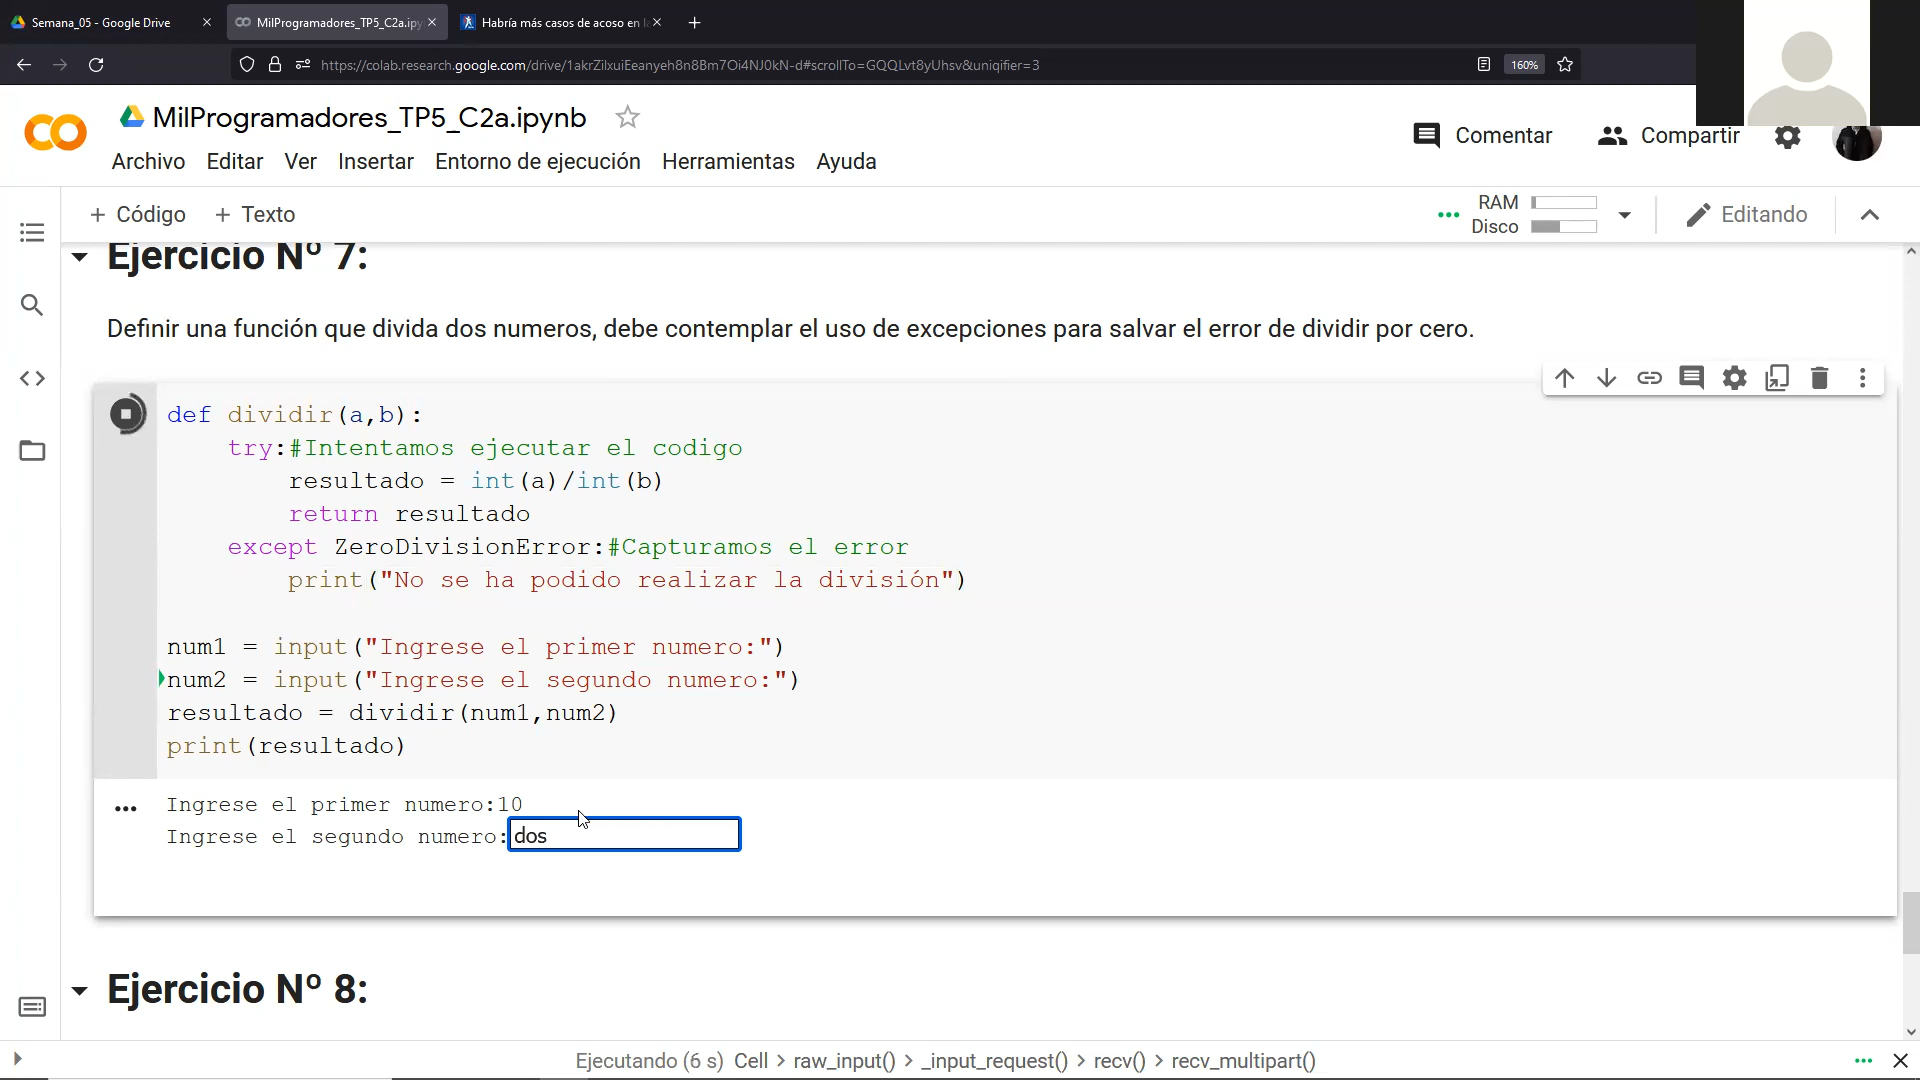 Semana_05 - Google Drive
MilProgramadores_TP5_C2a.ipy
Habría más casos de acoso en l
https://colab.research.google.com/drive/1akrZilxuiEeanyeh8n8Bm7Oi4NJ0kN-d#scrollTo=GQQLvt8yUhsv&uniqifier=3
160%
MilProgramadores_TP5_C2a.ipynb
Comentar
Compartir
Archivo Editar Ver Insertar Entorno de ejecución Herramientas Ayuda
+ Código + Texto
RAM
Disco
Editando
Ejercicio Nº 7:
Definir una función que divida dos numeros, debe contemplar el uso de excepciones para salvar el error de dividir por cero.
def dividir(a,b):
try:#Intentamos ejecutar el codigo
resultado = int(a)/int(b)
return resultado
except ZeroDivisionError:#Capturamos el error
print("No se ha podido realizar la división")
num1 = input("Ingrese el primer numero:")
num2 = input("Ingrese el segundo numero:")
resultado = dividir(num1,num2)
print(resultado)
Ingrese el primer numero:10
Ingrese el segundo numero:dos
Ejercicio Nº 8:
Ejecutando (6 s) Cell > raw_input() > _input_request() > recv() > recv_multipart()